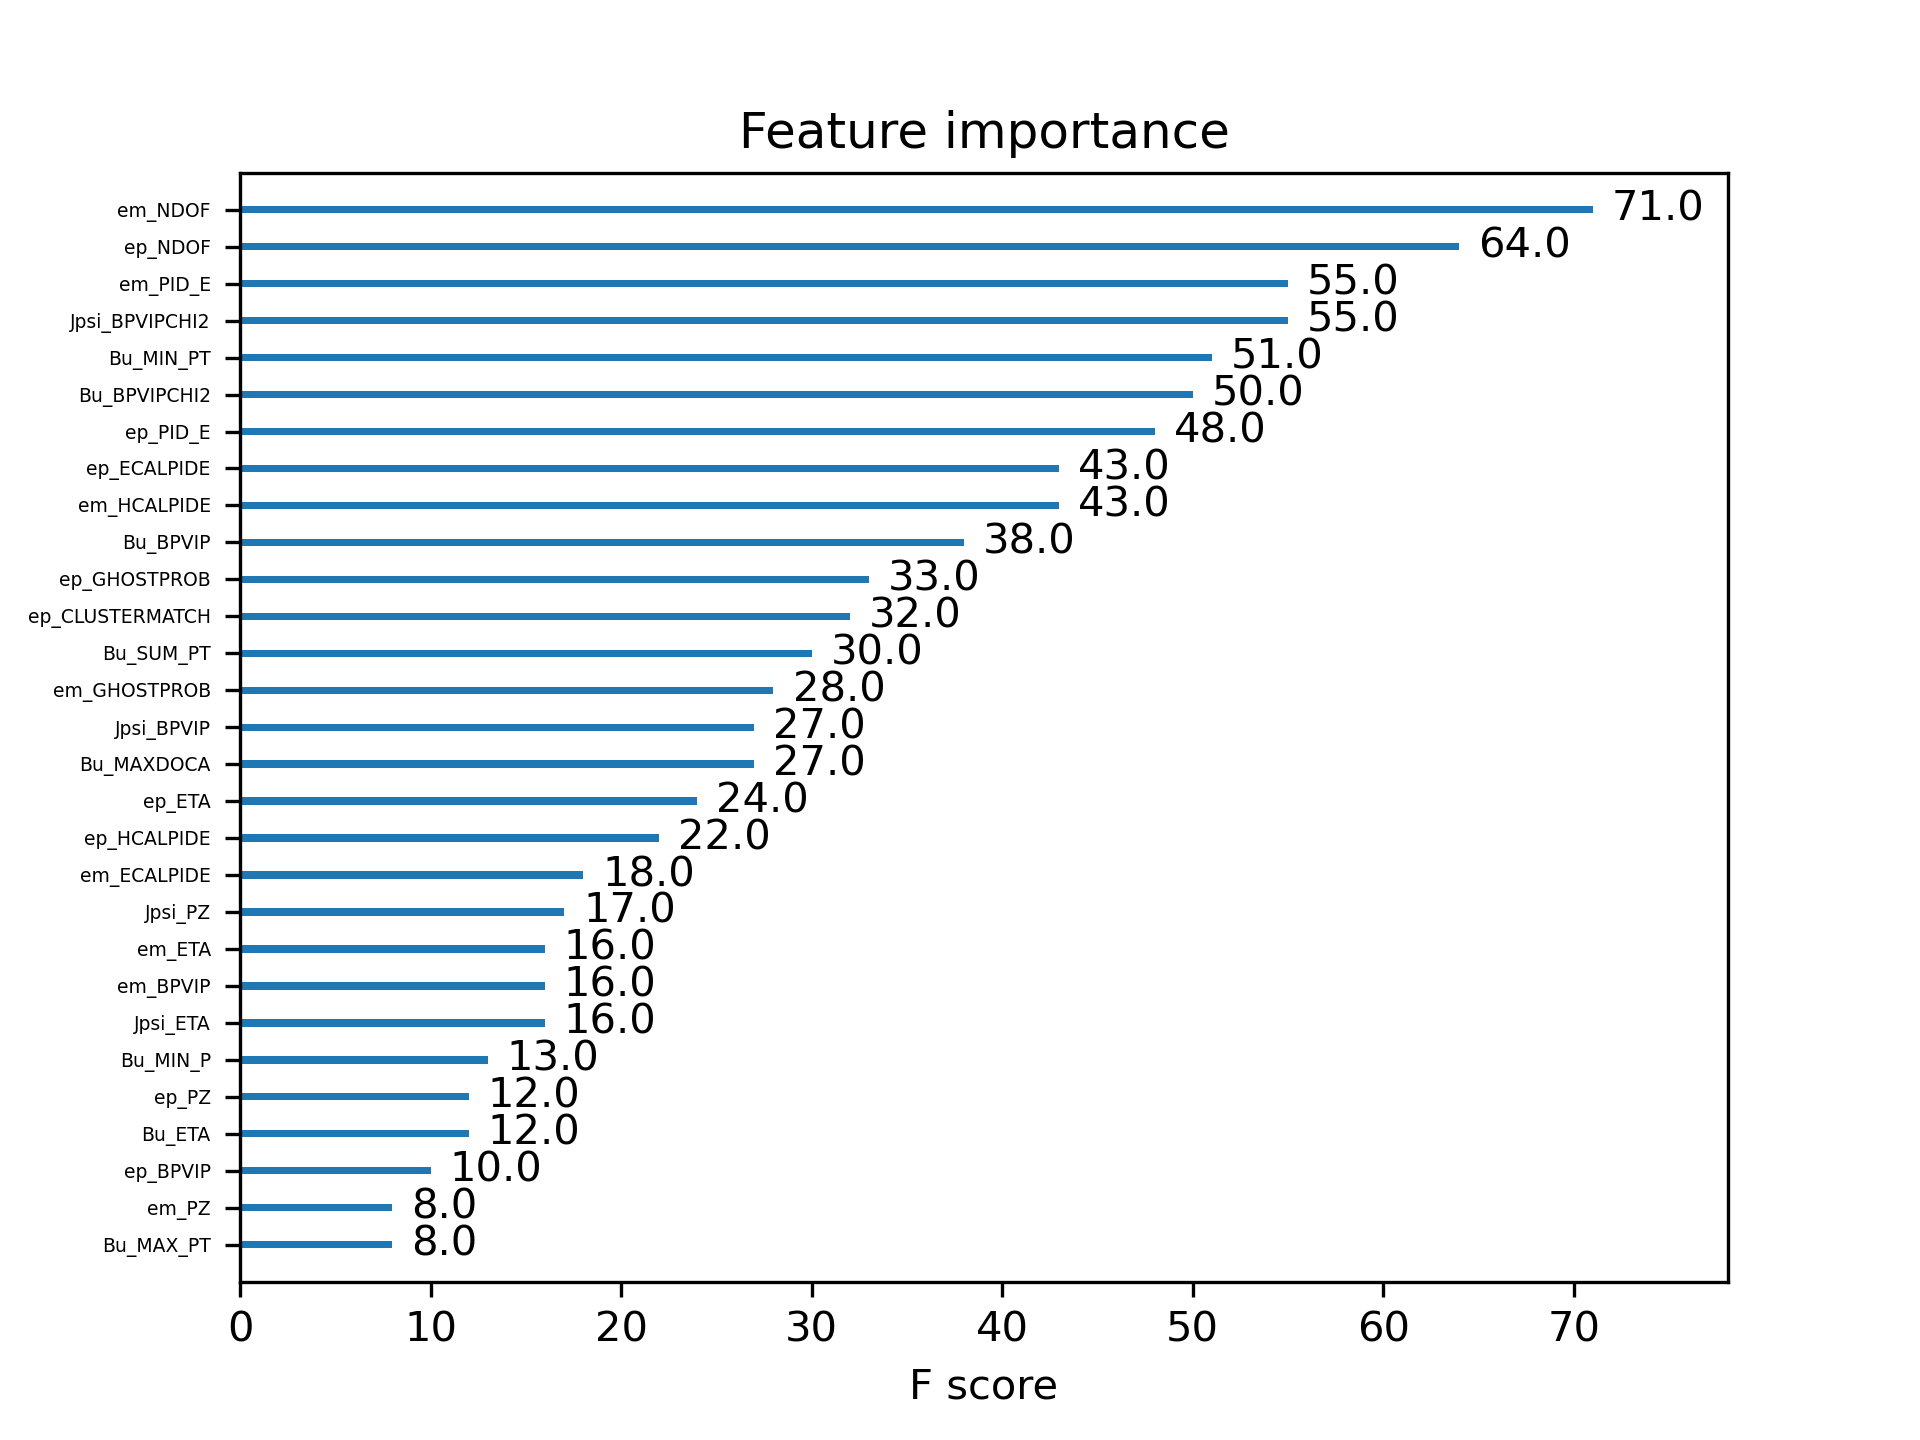 Feature importance
em_NDOF 71.0
ep_NDOF 64.0
em_PID_E 55.0
Jpsi_BPVIPCHI2 55.0
Bu_MIN_PT 51.0
Bu_BPVIPCHI2 50.0
ep_PID_E 48.0
ep_ECALPIDE 43.0
em_HCALPIDE 43.0
Bu_BPVIP 38.0
ep_GHOSTPROB 33.0
ep_CLUSTERMATCH 32.0
Bu_SUM_PT 30.0
em_GHOSTPROB 28.0
Jpsi_BPVIP 27.0
Bu_MAXDOCA 27.0
ep_ETA 24.0
ep_HCALPIDE 22.0
em_ECALPIDE 18.0
Jpsi_PZ 17.0
em_ETA 16.0
em_BPVIP 16.0
Jpsi_ETA 16.0
Bu_MIN_P 13.0
ep_PZ 12.0
Bu_ETA 12.0
ep_BPVIP 10.0
em_PZ 8.0
Bu_MAX_PT 8.0
0 10 20 30 40 50 60 70
F score